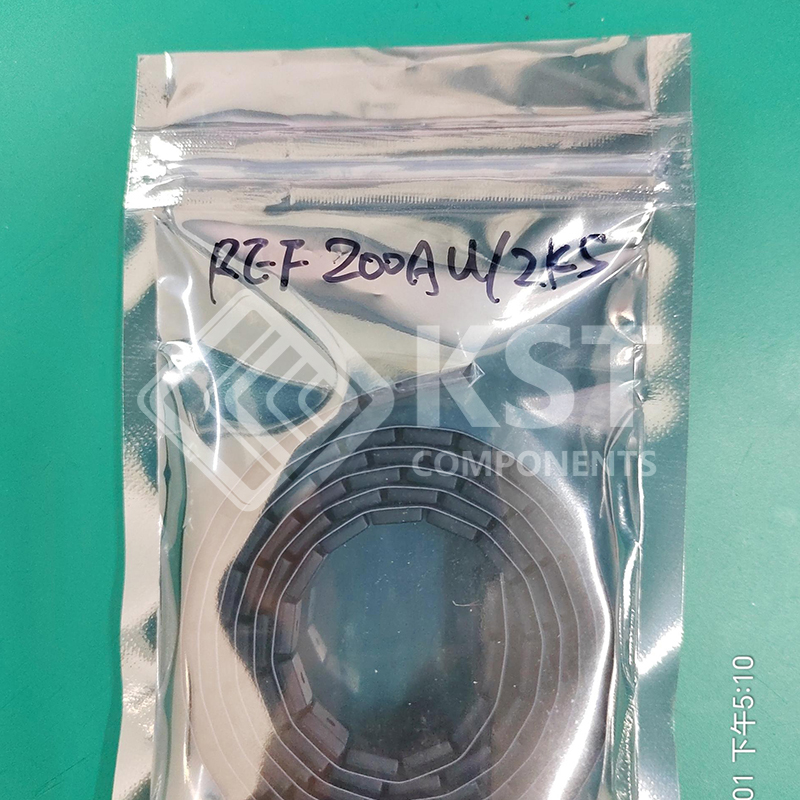 REF 200AU/2K5
KST
COMPONENTS
01 下午5:10